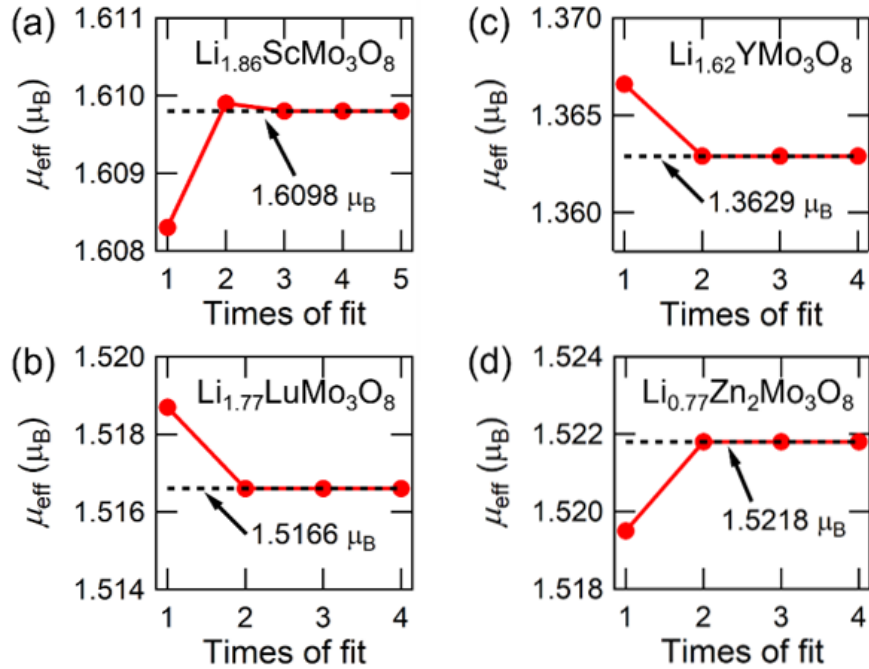 (a)
1.611
1.610
1.609
1.608
μeff (μB)
Li1.86ScMo3O8
1.6098 μB
1 2 3 4 5
Times of fit
(c)
1.370
1.365
1.360
μeff (μB)
Li1.62YMo3O8
1.3629 μB
1 2 3 4
Times of fit
(b)
1.520
1.518
1.516
1.514
μeff (μB)
Li1.77LuMo3O8
1.5166 μB
1 2 3 4
Times of fit
(d)
1.524
1.522
1.520
1.518
μeff (μB)
Li0.77Zn2Mo3O8
1.5218 μB
1 2 3 4
Times of fit